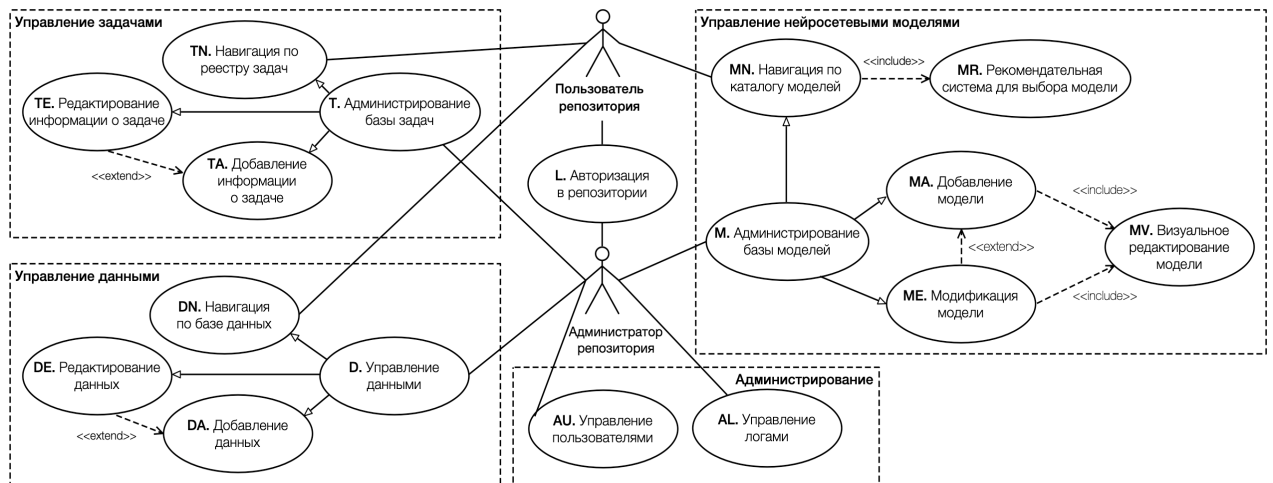 Управление задачами
TN. Навигация по
реестру задач
TE. Редактирование
информации о задаче
T. Администрирование
базы задач
<<extend>>
TA. Добавление
информации
о задаче
Пользователь
репозитория
L. Авторизация
в репозитории
Администратор
репозитория
Управление нейросетевыми моделями
MN. Навигация по
каталогу моделей
<<include>>
MR. Рекомендательная
система для выбора модели
MA. Добавление
модели
<<include>>
M. Администрирование
базы моделей
<<extend>>
MV. Визуальное
редактирование
модели
ME. Модификация
модели
<<include>>
Управление данными
DN. Навигация
по базе данных
DE. Редактирование
данных
D. Управление
данными
<<extend>>
DA. Добавление
данных
Администрирование
AU. Управление
пользователями
AL. Управление
логами